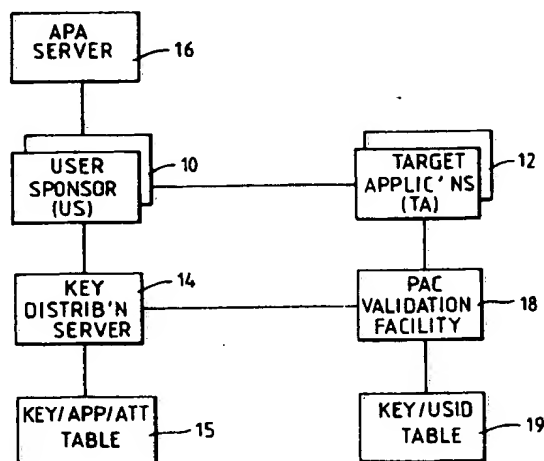 APA
SERVER
16
USER
SPONSOR
(US)
10
TARGET
APPLIC'NS
(TA)
12
KEY
DISTRIB'N
SERVER
14
PAC
VALIDATION
FACILITY
18
KEY/APP/ATT
TABLE
15
KEY/USID
TABLE
19